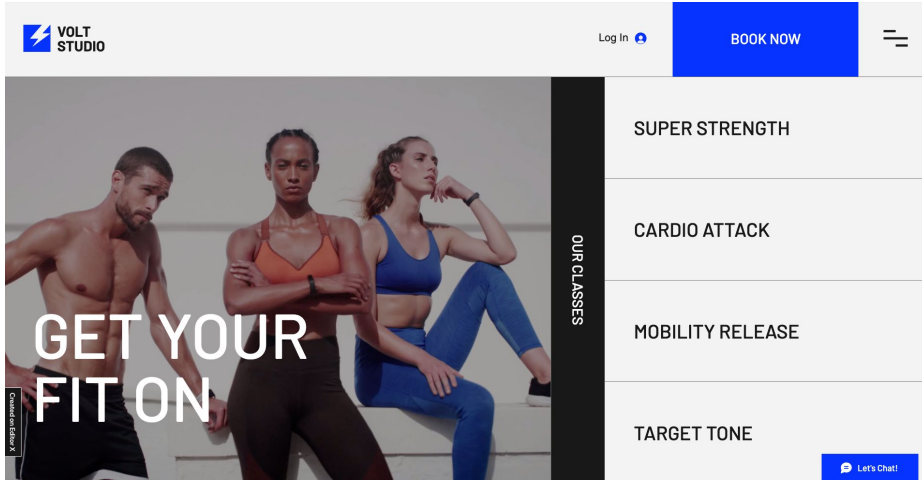 VOLT
STUDIO
Log In
BOOK NOW
GET YOUR
FIT ON
Created on Editor X
OUR CLASSES
SUPER STRENGTH
CARDIO ATTACK
MOBILITY RELEASE
TARGET TONE
Let's Chat!